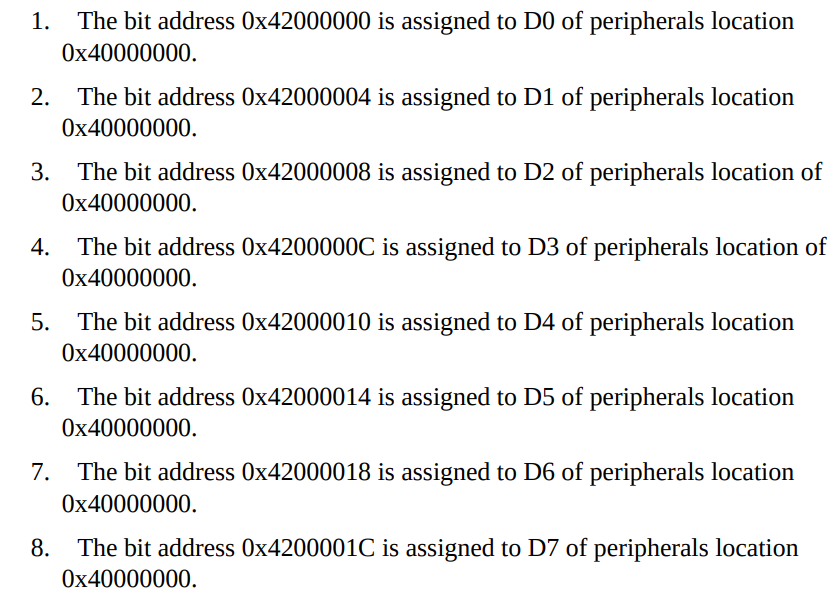 1. The bit address 0x42000000 is assigned to D0 of peripherals location
0x40000000.
2. The bit address 0x42000004 is assigned to D1 of peripherals location
0x40000000.
3. The bit address 0x42000008 is assigned to D2 of peripherals location of
0x40000000.
4. The bit address 0x4200000C is assigned to D3 of peripherals location of
0x40000000.
5. The bit address 0x42000010 is assigned to D4 of peripherals location
0x40000000.
6. The bit address 0x42000014 is assigned to D5 of peripherals location
0x40000000.
7. The bit address 0x42000018 is assigned to D6 of peripherals location
0x40000000.
8. The bit address 0x4200001C is assigned to D7 of peripherals location
0x40000000.